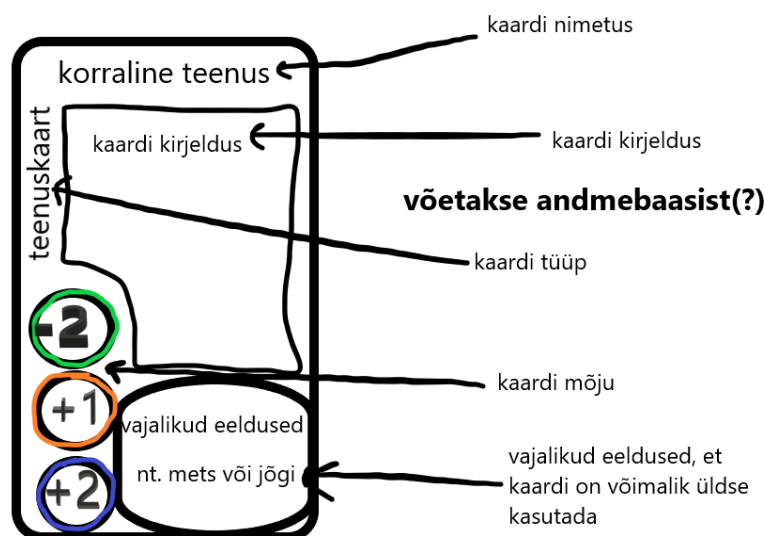 kaardi nimetus
korraline teenus
teenuskaart
kaardi kirjeldus
kaardi kirjeldus
võetakse andmebaasist(?)
kaardi tüüp
-2
kaardi mõju
+1
vajalikud eeldused
nt. mets või jõgi
vajalikud eeldused, et
kaardi on võimalik üldse
kasutada
+2